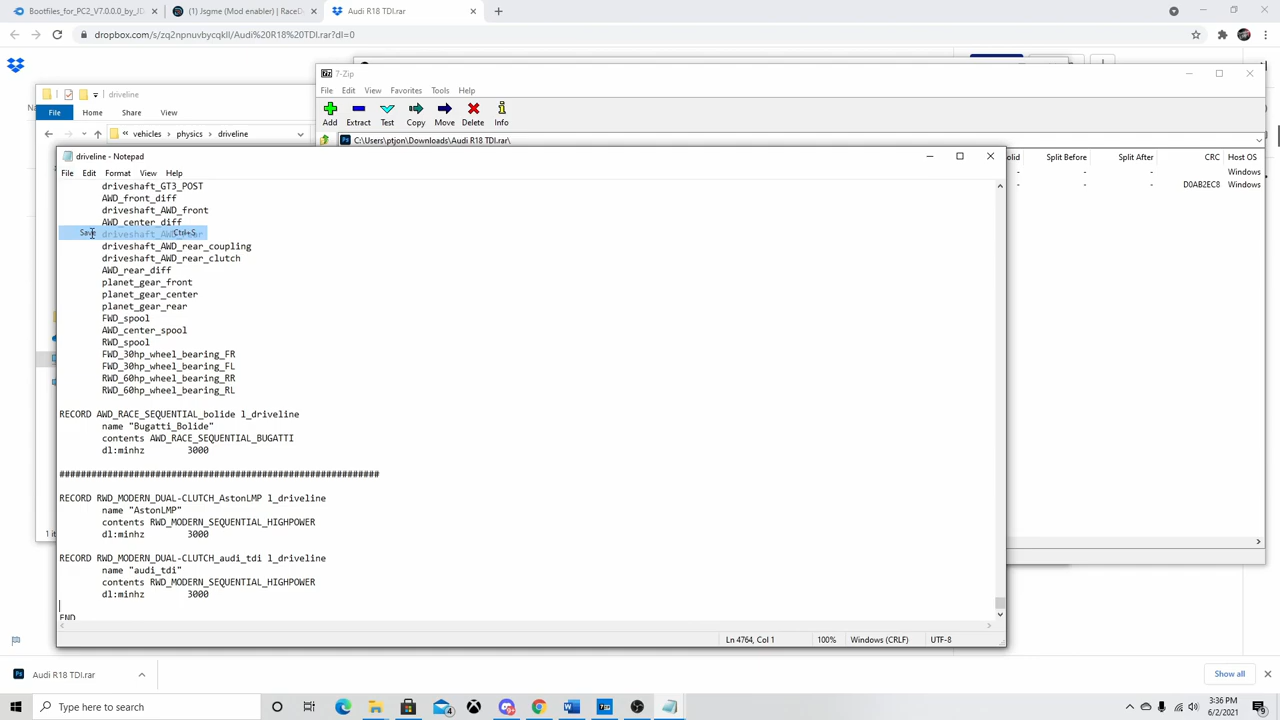 Bootfiles_for_PC2_V7.0.0.0_by_ID
Jsgme (Mod enabler) | RaceD
Audi R18 TDI.rar
dropbox.com/s/zq2npnuvbycqkll/Audi%20R18%20TDI.rar?dl=0
driveline
7-Zip
File
Home
Share
View
File
Edit
View
Favorites
Tools
Help
Add
Extract
Test
Copy
Move
Delete
Info
vehicles
physics
driveline
C:\Users\ptjon\Downloads\Audi R18 TDI.rar\
driveline - Notepad
olid
Split Before
Split After
CRC
Host OS
File
Edit
Format
View
Help
-
-
-
Windows
-
-
-
D0AB2EC8
Windows
driveshaft_GT3_POST
AWD_front_diff
driveshaft_AWD_front
AWD_center_diff
Save
Ctrl+S
driveshaft_AWD_rear_coupling
driveshaft_AWD_rear_clutch
AWD_rear_diff
planet_gear_front
planet_gear_center
planet_gear_rear
FWD_spool
AWD_center_spool
RWD_spool
FWD_30hp_wheel_bearing_FR
FWD_30hp_wheel_bearing_FL
RWD_60hp_wheel_bearing_RR
RWD_60hp_wheel_bearing_RL
RECORD AWD_RACE_SEQUENTIAL_bolide l_driveline
name "Bugatti_Bolide"
contents AWD_RACE_SEQUENTIAL_BUGATTI
dl:minhz 3000
############################################################
RECORD RWD_MODERN_DUAL-CLUTCH_AstonLMP l_driveline
name "AstonLMP"
contents RWD_MODERN_SEQUENTIAL_HIGHPOWER
dl:minhz 3000
RECORD RWD_MODERN_DUAL-CLUTCH_audi_tdi l_driveline
name "audi_tdi"
contents RWD_MODERN_SEQUENTIAL_HIGHPOWER
dl:minhz 3000
END
1 it
Ln 4764, Col 1
100%
Windows (CRLF)
UTF-8
Audi R18 TDI.rar
Show all
Type here to search
4
3:36 PM
6/2/2021
9